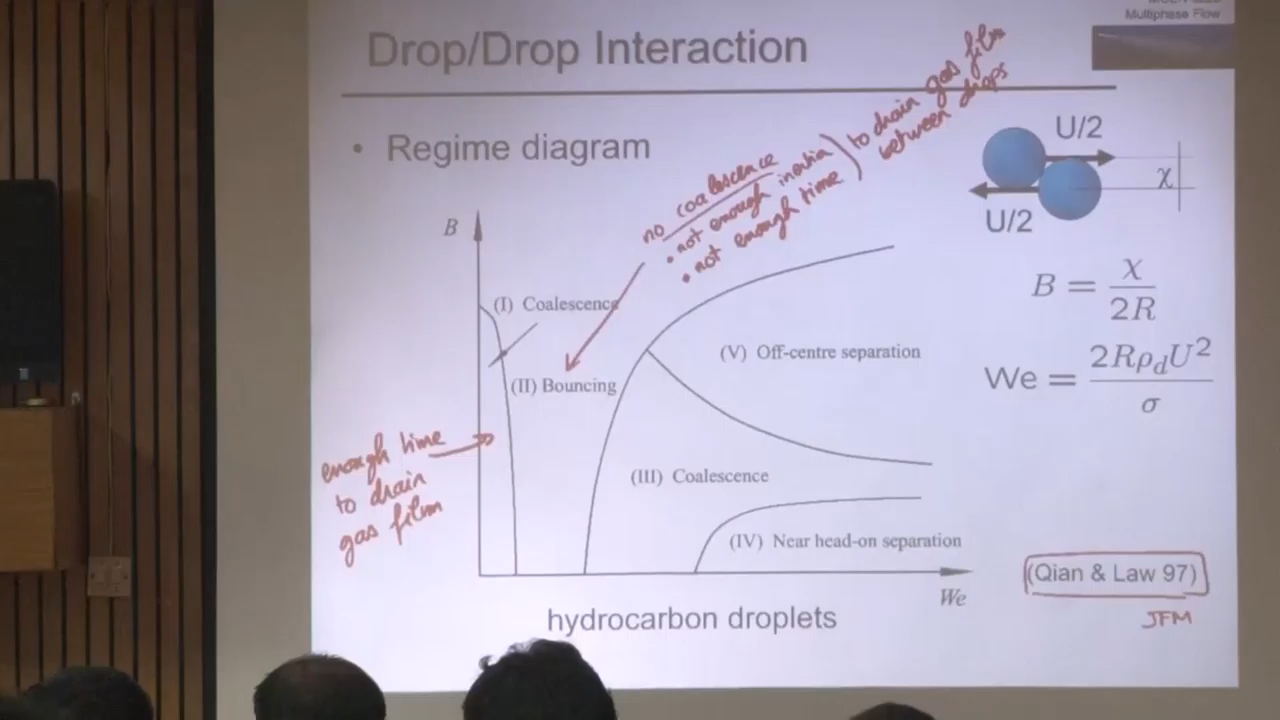 Multiphase Flow
Drop/Drop Interaction
• Regime diagram
no coalescence
• not enough inertia
• not enough time
) to drain gas film
between drops
U/2
χ
U/2
B
(I) Coalescence
(II) Bouncing
(V) Off-centre separation
(III) Coalescence
(IV) Near head-on separation
We
enough time
to drain
gas film
B = χ / 2R
We = 2Rρ_dU² / σ
hydrocarbon droplets
(Qian & Law 97)
JFM